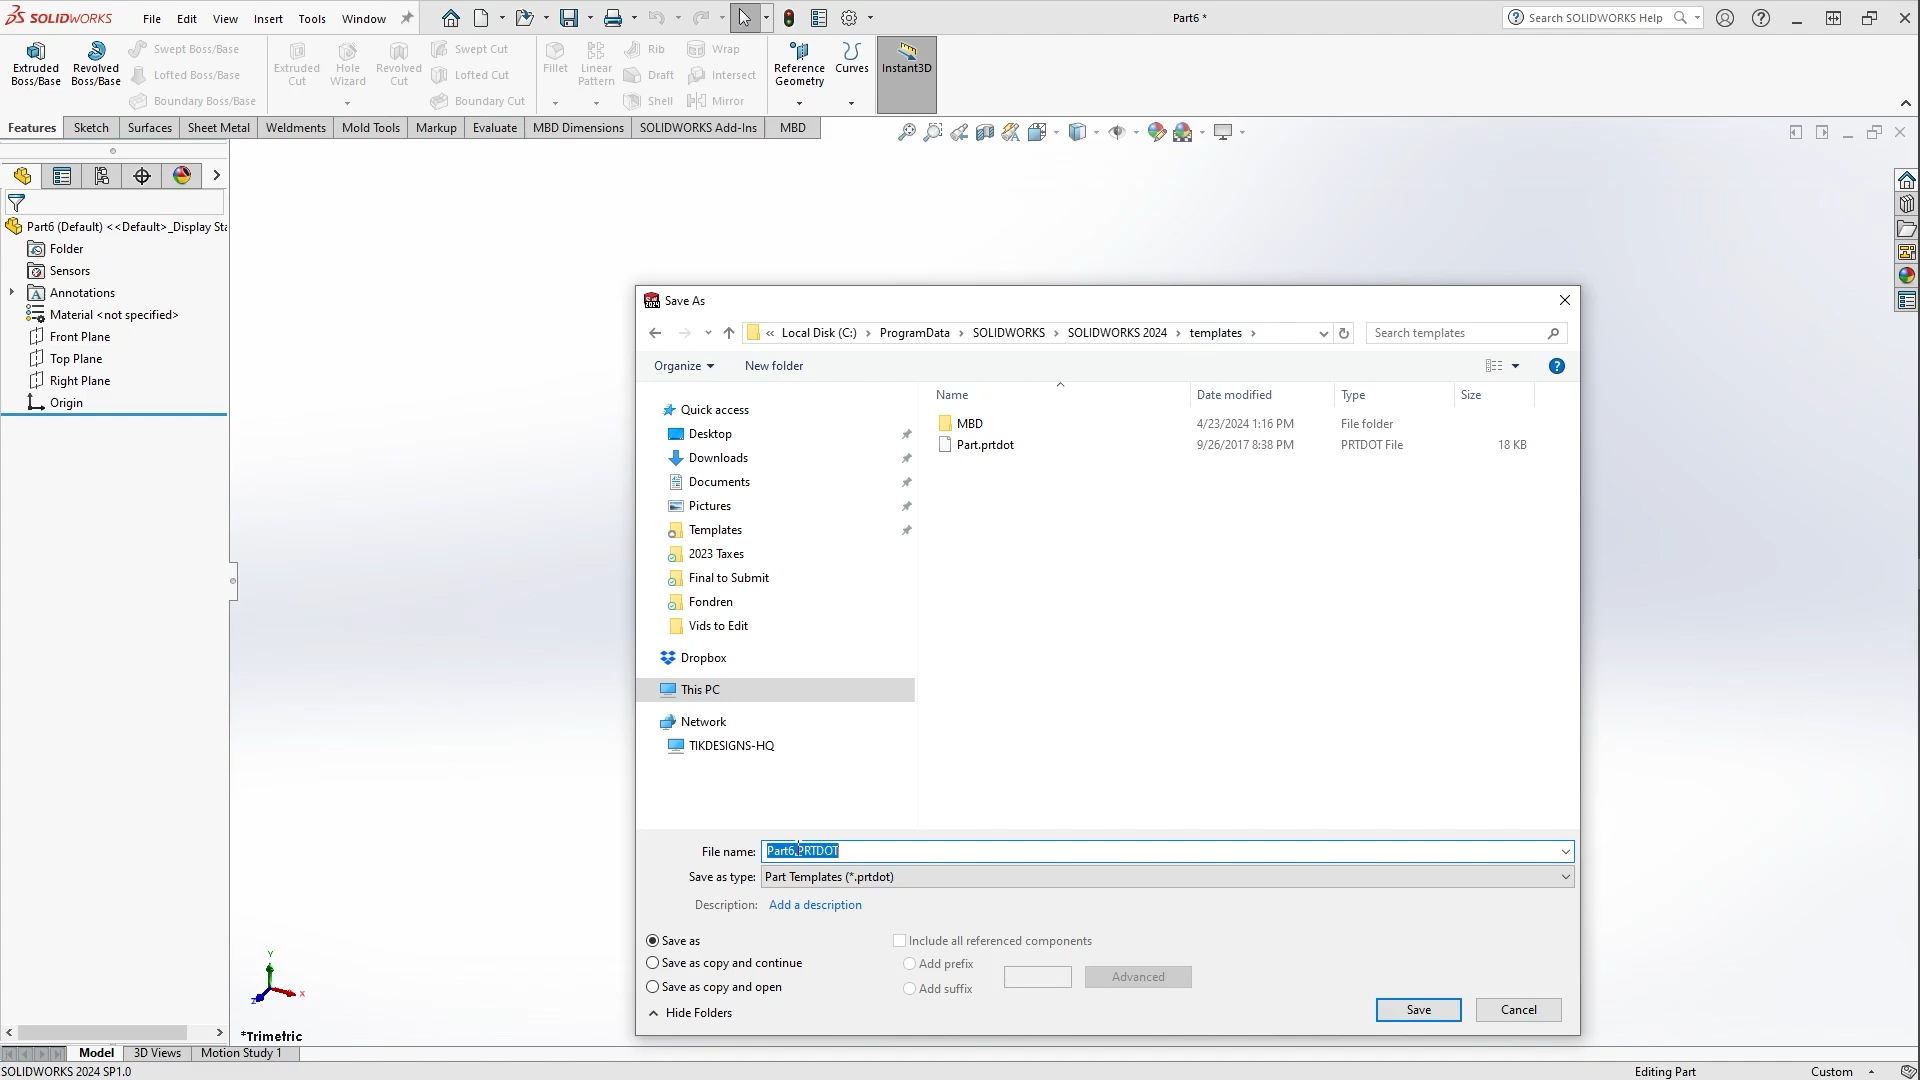 SOLIDWORKS File Edit View Insert Tools Window Part6 * Search SOLIDWORKS Help
Extruded Boss/Base
Revolved Boss/Base
Swept Boss/Base
Lofted Boss/Base
Boundary Boss/Base
Extruded Cut
Hole Wizard
Revolved Cut
Swept Cut
Lofted Cut
Boundary Cut
Fillet
Linear Pattern
Rib
Draft
Shell
Wrap
Intersect
Mirror
Reference Geometry
Curves
Instant3D
Features Sketch Surfaces Sheet Metal Weldments Mold Tools Markup Evaluate MBD Dimensions SOLIDWORKS Add-Ins MBD
Part6 (Default) <<Default>_Display Sta
Folder
Sensors
Annotations
Material <not specified>
Front Plane
Top Plane
Right Plane
Origin
Save As
« Local Disk (C:) › ProgramData › SOLIDWORKS › SOLIDWORKS 2024 › templates ›
Search templates
Organize New folder
Name Date modified Type Size
MBD 4/23/2024 1:16 PM File folder
Part.prtdot 9/26/2017 8:38 PM PRTDOT File 18 KB
Quick access
Desktop
Downloads
Documents
Pictures
Templates
2023 Taxes
Final to Submit
Fondren
Vids to Edit
Dropbox
This PC
Network
TIKDESIGNS-HQ
File name: Part6.PRTDOT
Save as type: Part Templates (*.prtdot)
Description: Add a description
Save as
Save as copy and continue
Save as copy and open
Include all referenced components
Add prefix
Add suffix
Advanced
Hide Folders
Save Cancel
Y
X
Z
*Trimetric
Model 3D Views Motion Study 1
SOLIDWORKS 2024 SP1.0 Editing Part Custom